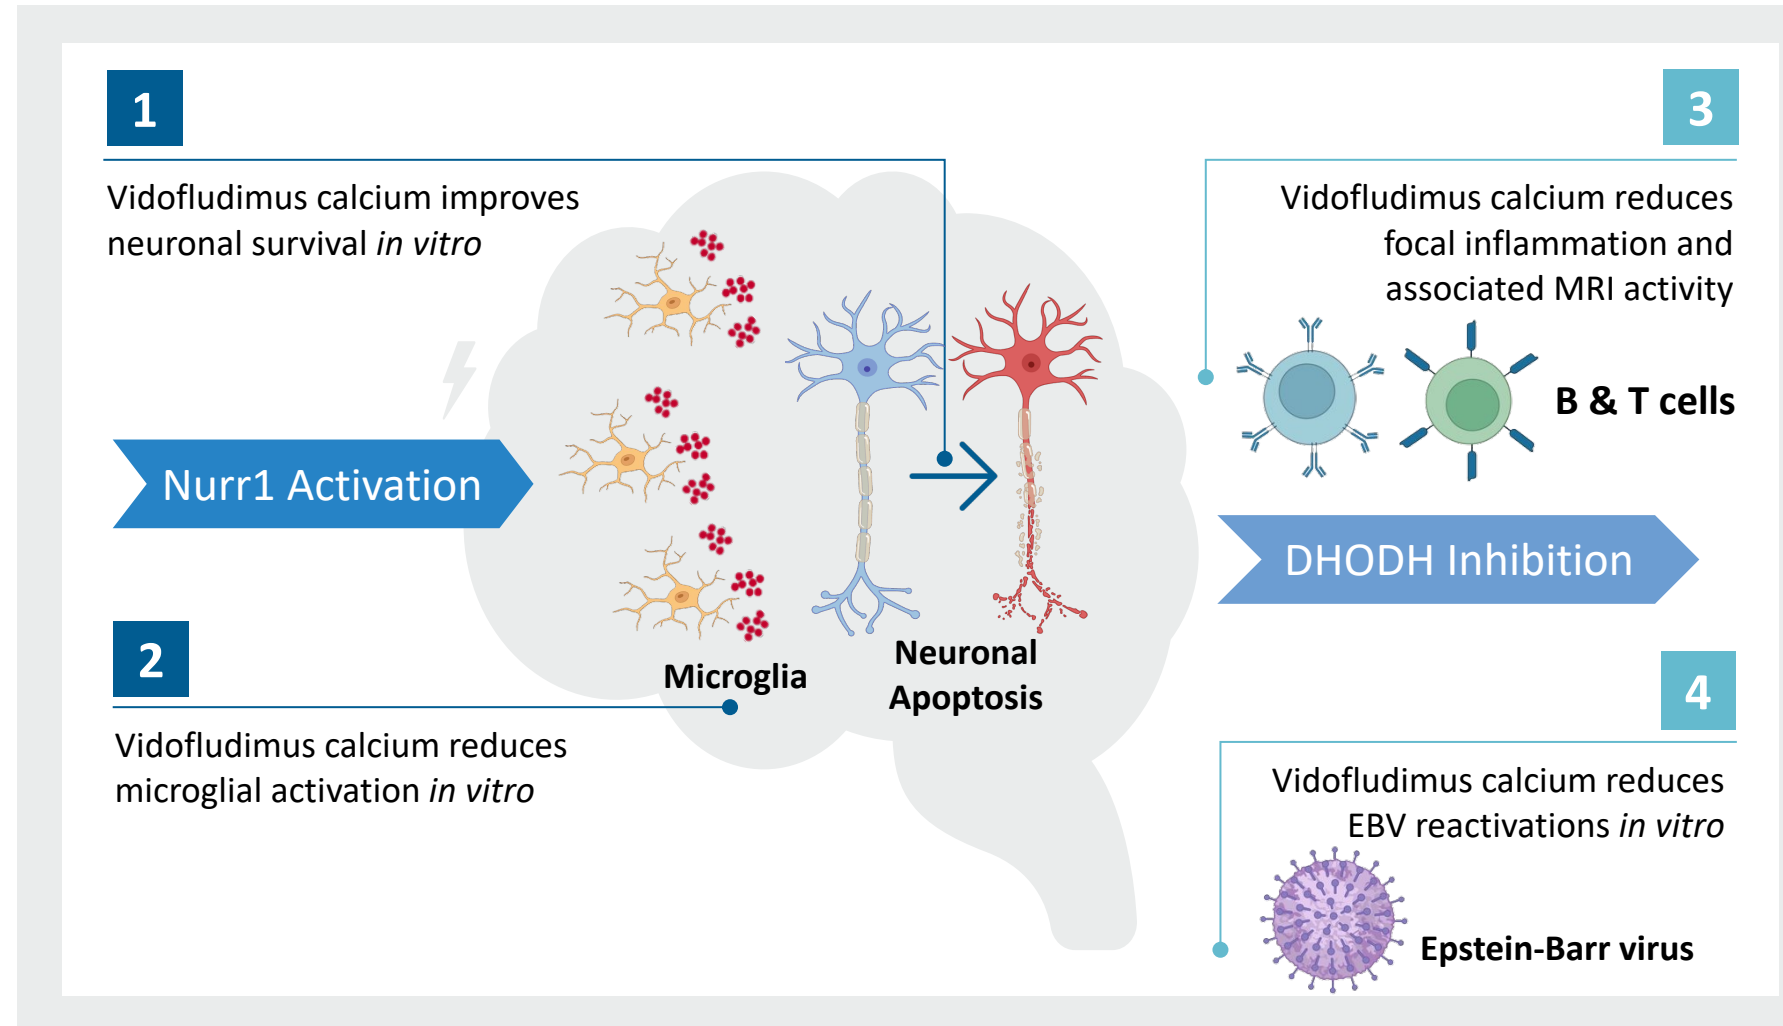 1
Vidofludimus calcium improves
neuronal survival in vitro
Nurr1 Activation
2
Vidofludimus calcium reduces
microglial activation in vitro
Microglia
Neuronal
Apoptosis
3
Vidofludimus calcium reduces
focal inflammation and
associated MRI activity
B & T cells
DHODH Inhibition
4
Vidofludimus calcium reduces
EBV reactivations in vitro
Epstein-Barr virus